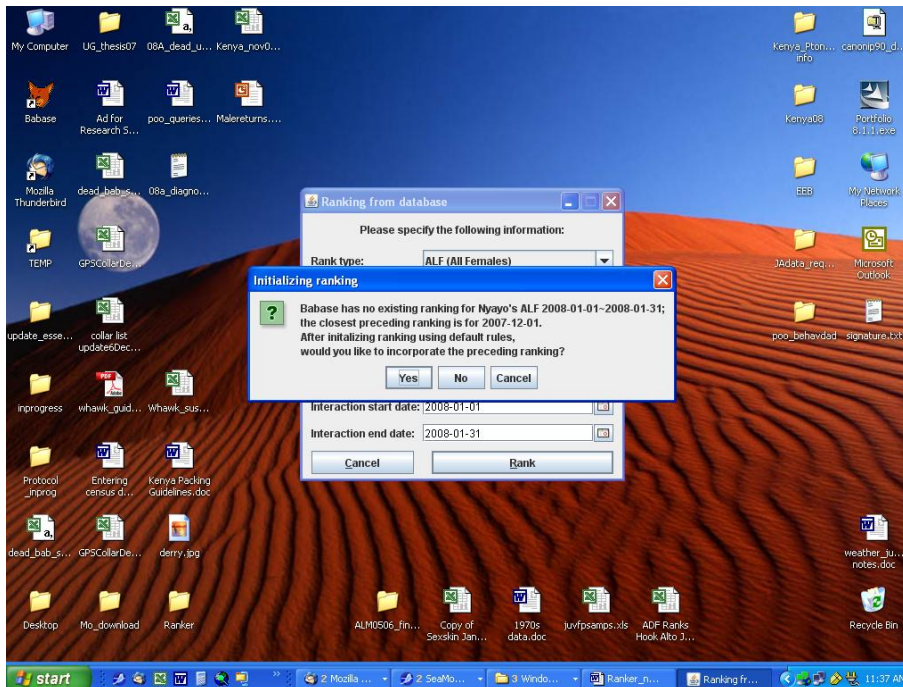 My Computer
UG_thesis07
08A_dead_u...
Kenya_nov0...
Kenya_Pton...
info
canonip90_d...
Babase
Ad for
Research S...
poo_queries...
Malereturns....
Kenya08
Portfolio
8.1.1.exe
Mozilla
Thunderbird
dead_bab_s...
08a_diagno...
EEB
My Network
Places
TEMP
GPSCollarDe...
JAdata_req...
Microsoft
Outlook
update_esse...
collar list
update6Dec...
poo_behavdad
signature.txt
inprogress
whawk_guid...
Whawk_sus...
Protocol
_inprog
Entering
census d...
Kenya Packing
Guidelines.doc
dead_bab_s...
GPSCollarDe...
derry.jpg
weather_ju...
notes.doc
Desktop
Mo_download
Ranker
ALM0506_fin...
Copy of
Sexskin Jan...
1970s
data.doc
juvfpsamps.xls
ADF Ranks
Hook Alto J...
Recycle Bin
Ranking from database
Please specify the following information:
Rank type: ALF (All Females)
Initializing ranking
Babase has no existing ranking for Nyayo's ALF 2008-01-01~2008-01-31;
the closest preceding ranking is for 2007-12-01.
After initalizing ranking using default rules,
would you like to incorporate the preceding ranking?
Yes No Cancel
Interaction start date: 2008-01-01
Interaction end date: 2008-01-31
Cancel Rank
start
2 Mozilla ...
2 SeaMo...
3 Windo...
Ranker_n...
Ranking fr...
11:37 AM